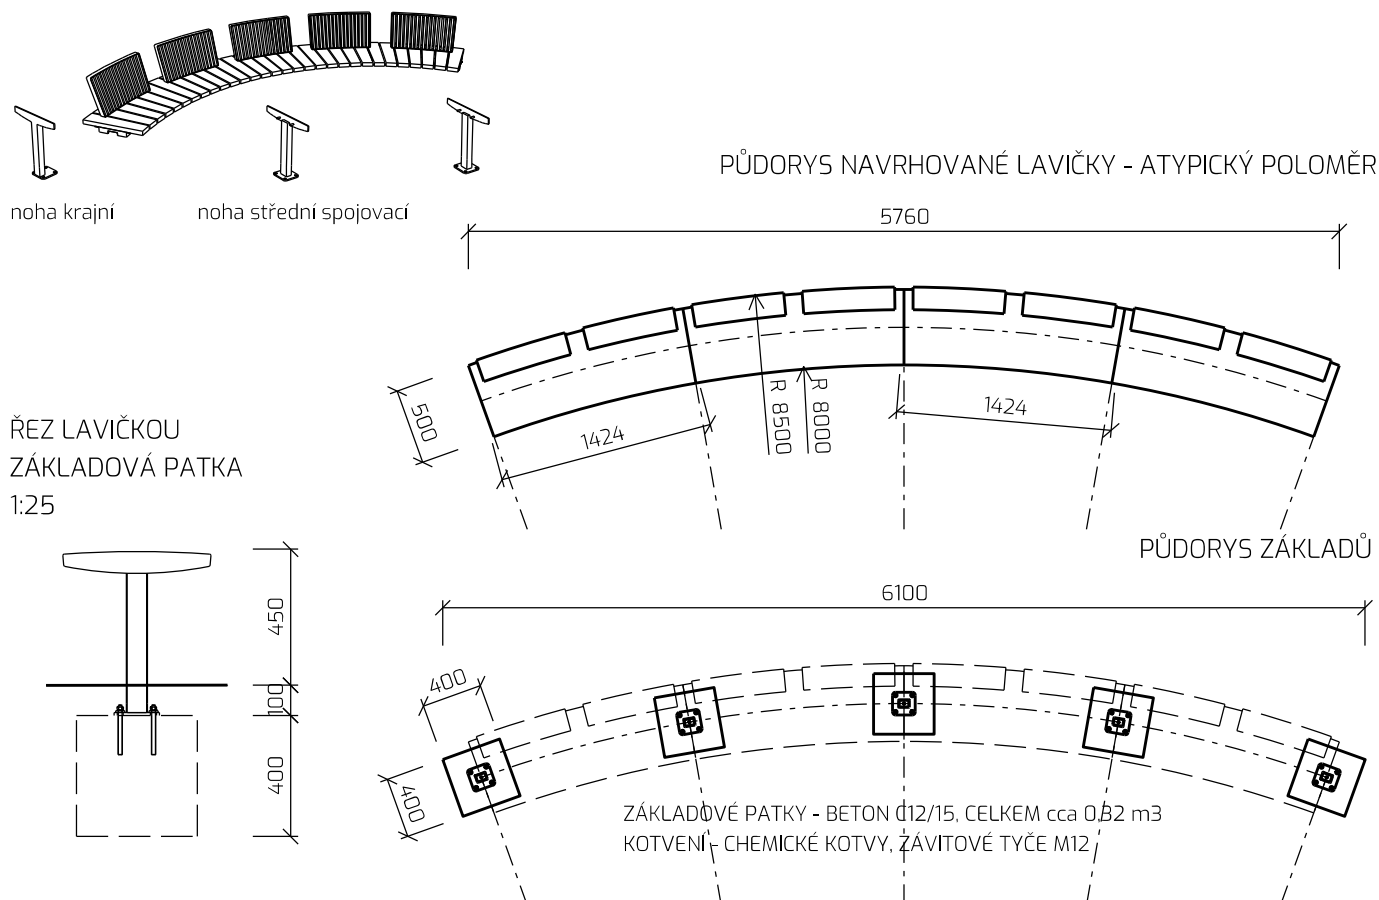 noha krajní
noha střední spojovací
PŮDORYS NAVRHOVANÉ LAVIČKY - ATYPICKÝ POLOMĚR
5760
500
1424
R 8500
R 8000
1424
ŘEZ LAVIČKOU
ZÁKLADOVÁ PATKA
1:25
450
100
400
PŮDORYS ZÁKLADŮ
6100
400
400
ZÁKLADOVÉ PATKY - BETON C12/15, CELKEM cca 0,32 m3
KOTVENÍ - CHEMICKÉ KOTVY, ZÁVITOVÉ TYČE M12